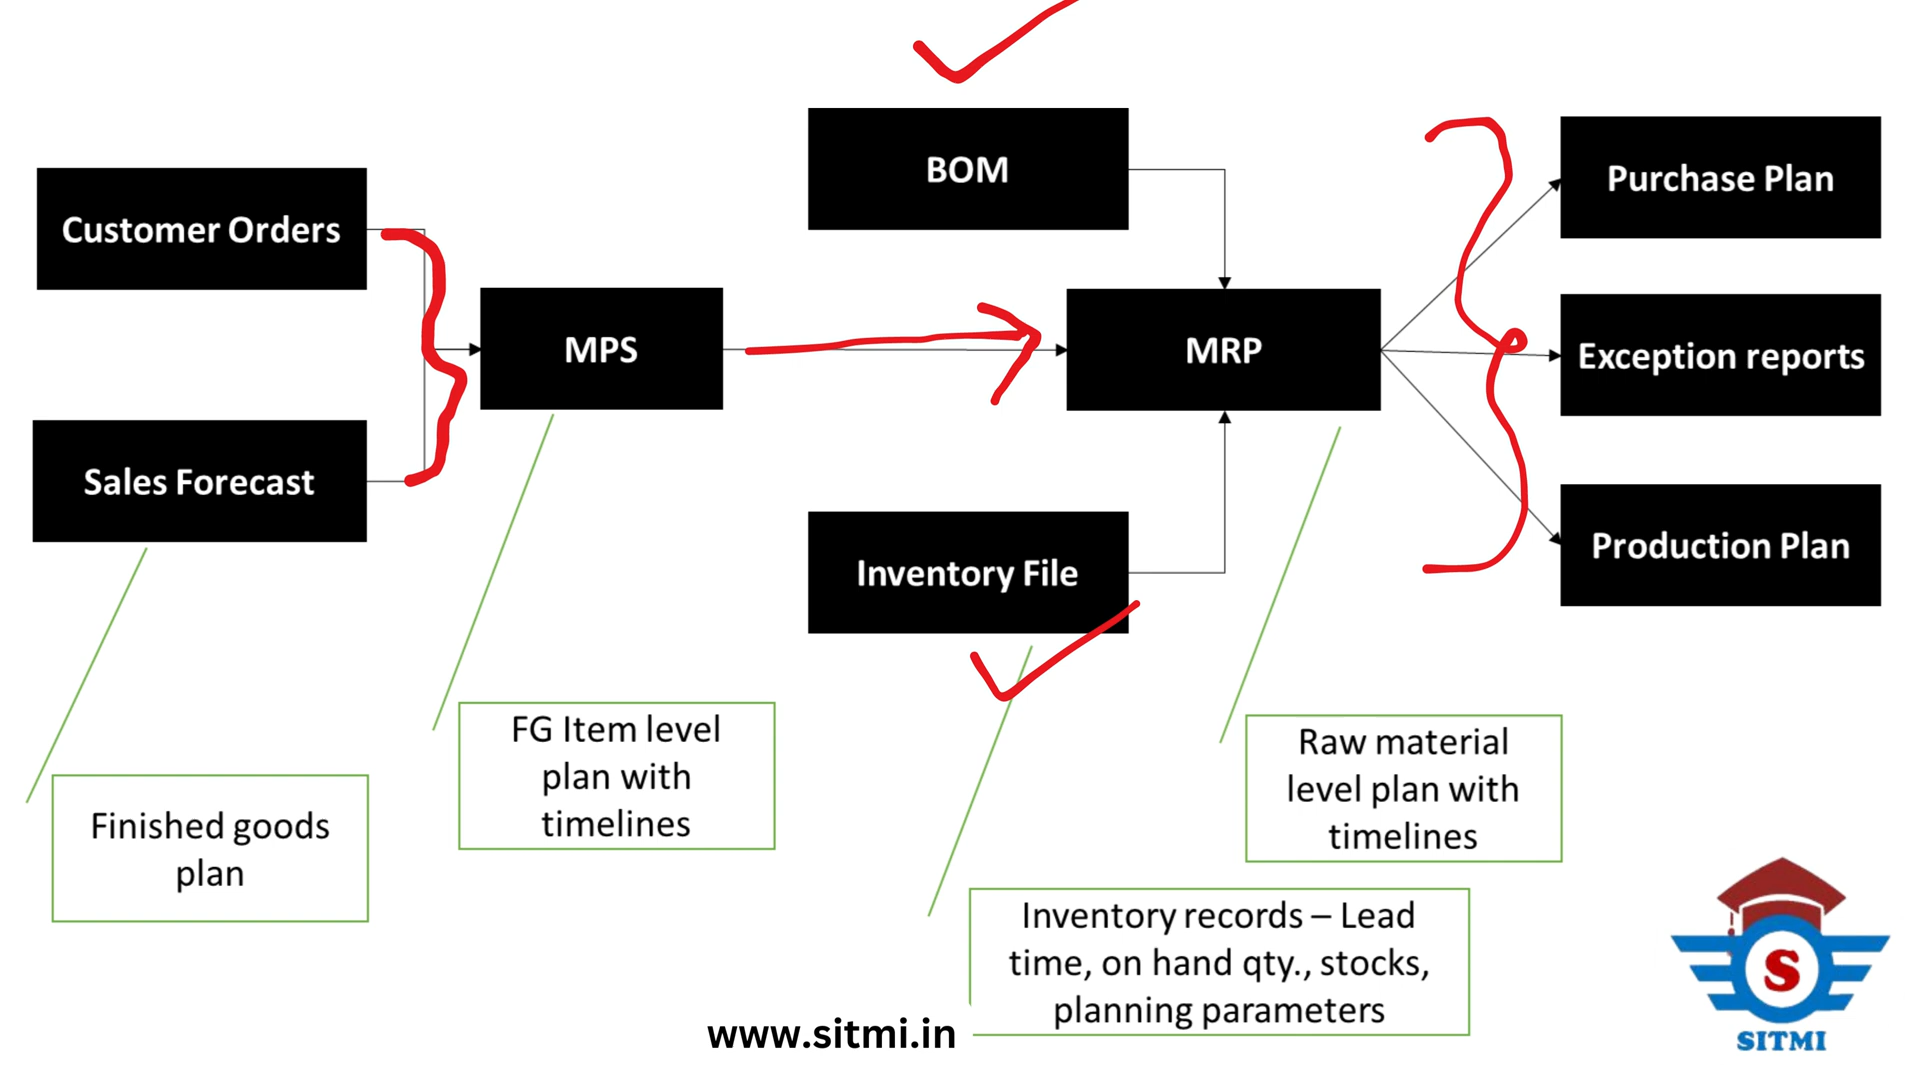 BOM
Purchase Plan
Customer Orders
MPS
MRP
Exception reports
Sales Forecast
Inventory File
Production Plan
FG Item level
plan with
timelines
Raw material
level plan with
timelines
Finished goods
plan
Inventory records – Lead
time, on hand qty., stocks,
planning parameters
www.sitmi.in
S
SITMI